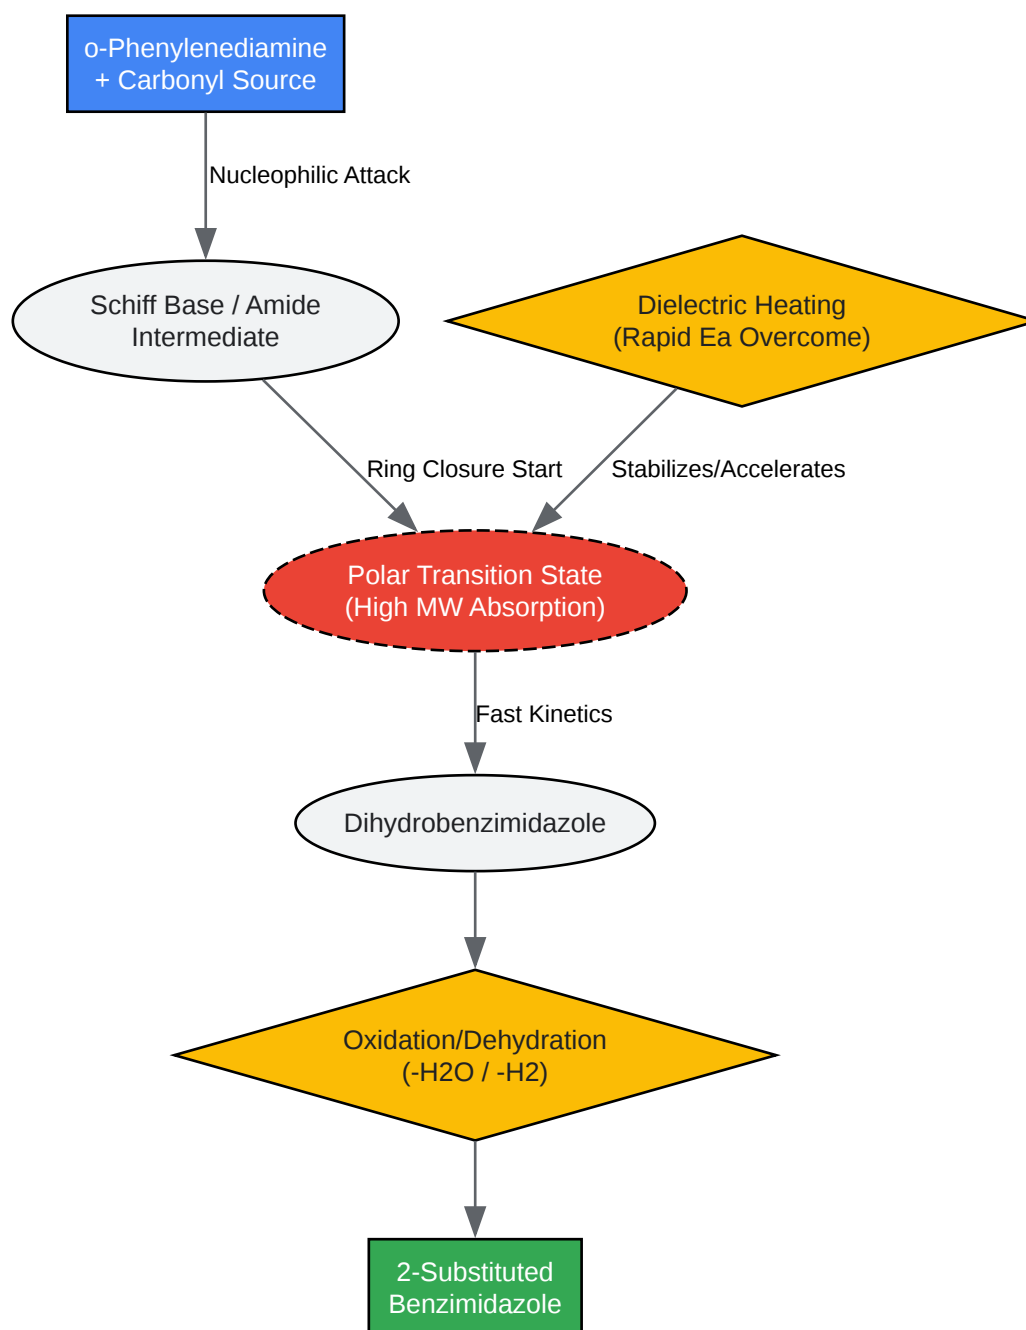 o-Phenylenediamine
+ Carbonyl Source
Nucleophilic Attack
Schiff Base / Amide
Intermediate
Dielectric Heating
(Rapid Ea Overcome)
Ring Closure Start
Stabilizes/Accelerates
Polar Transition State
(High MW Absorption)
Fast Kinetics
Dihydrobenzimidazole
Oxidation/Dehydration
(-H2O / -H2)
2-Substituted
Benzimidazole